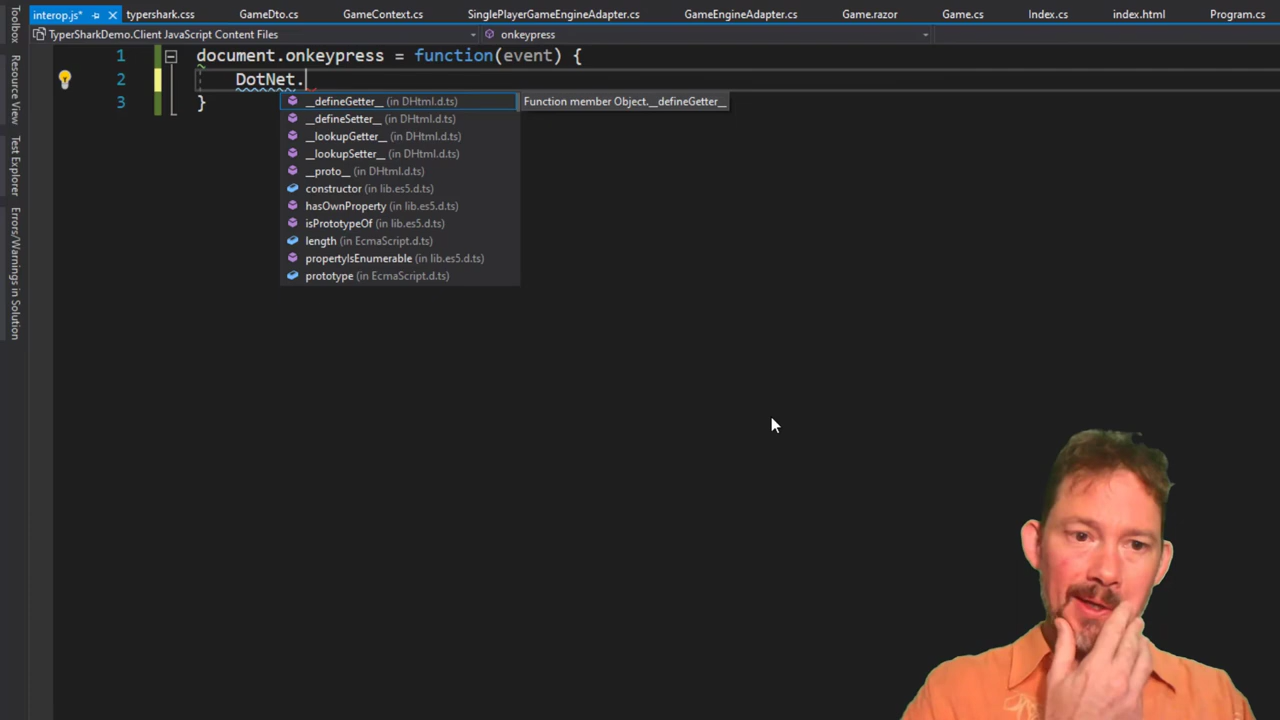 interop.js*
typershark.css
GameDto.cs
GameContext.cs
SinglePlayerGameEngineAdapter.cs
GameEngineAdapter.cs
Game.razor
Game.cs
Index.cs
index.html
Program.cs
TyperSharkDemo.Client JavaScript Content Files
onkeypress
Toolbox
Resource View
Test Explorer
Errors/Warnings in Solution
1 document.onkeypress = function(event) {
2 DotNet.
3 }
__defineGetter__ (in DHtml.d.ts)
Function member Object.__defineGetter__
__defineSetter__ (in DHtml.d.ts)
__lookupGetter__ (in DHtml.d.ts)
__lookupSetter__ (in DHtml.d.ts)
__proto__ (in DHtml.d.ts)
constructor (in lib.es5.d.ts)
hasOwnProperty (in lib.es5.d.ts)
isPrototypeOf (in lib.es5.d.ts)
length (in EcmaScript.d.ts)
propertyIsEnumerable (in lib.es5.d.ts)
prototype (in EcmaScript.d.ts)